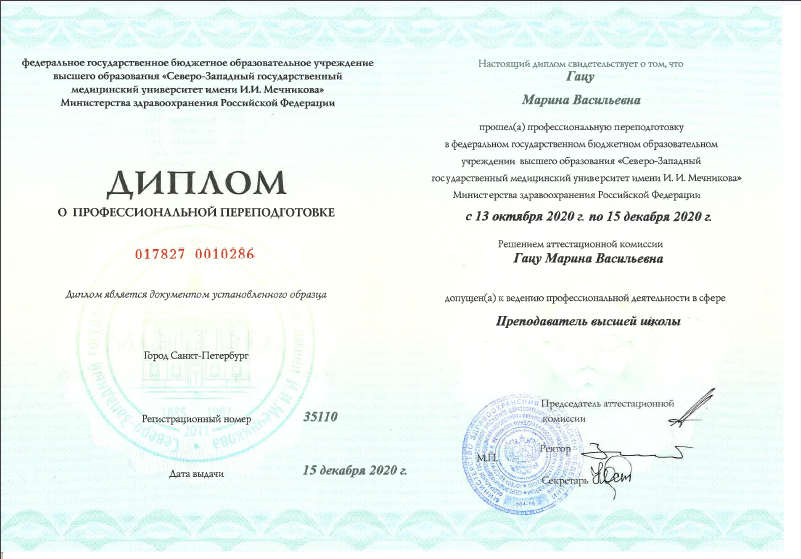 федеральное государственное бюджетное образовательное учреждение
высшего образования «Северо-Западный государственный
медицинский университет имени И.И. Мечникова»
Министерства здравоохранения Российской Федерации
ДИПЛОМ
О ПРОФЕССИОНАЛЬНОЙ ПЕРЕПОДГОТОВКЕ
017827 0010286
Диплом является документом установленного образца
Город Санкт-Петербург
Регистрационный номер 35110
Дата выдачи 15 декабря 2020 г.
Настоящий диплом свидетельствует о том, что
Гацу
Марина Васильевна
прошел(а) профессиональную переподготовку
в федеральном государственном бюджетном образовательном
учреждении высшего образования «Северо-Западный
государственный медицинский университет имени И. И. Мечникова»
Министерства здравоохранения Российской Федерации
с 13 октября 2020 г. по 15 декабря 2020 г.
Решением аттестационной комиссии
Гацу Марина Васильевна
допущен(а) к ведению профессиональной деятельности в сфере
Преподаватель высшей школы
Председатель аттестационной
комиссии
М.П.
Ректор
Секретарь